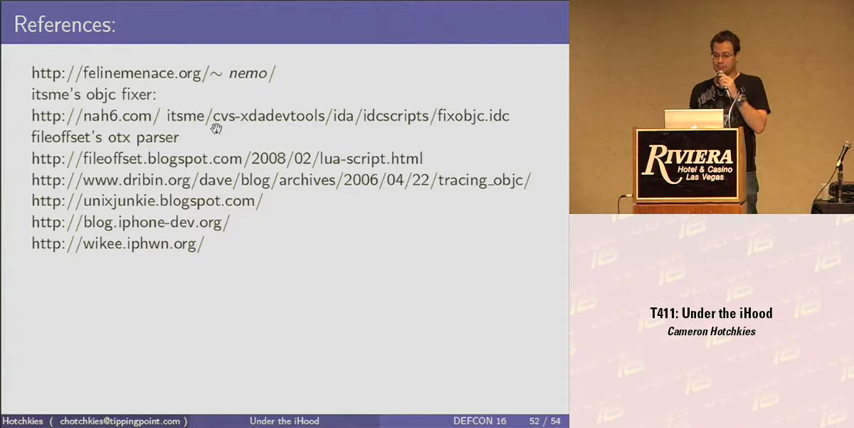 References:
http://felinemenace.org/~ nemo/
itsme's objc fixer:
http://nah6.com/ itsme/cvs-xdadevtools/ida/idcscripts/fixobjc.idc
fileoffset's otx parser
http://fileoffset.blogspot.com/2008/02/lua-script.html
http://www.dribin.org/dave/blog/archives/2006/04/22/tracing_objc/
http://unixjunkie.blogspot.com/
http://blog.iphone-dev.org/
http://wikee.iphwn.org/
Hotchkies ( chotchkies@tippingpoint.com ) Under the iHood DEFCON 16 52 / 54
RIVIERA
Hotel & Casino
Las Vegas
T411: Under the iHood
Cameron Hotchkies